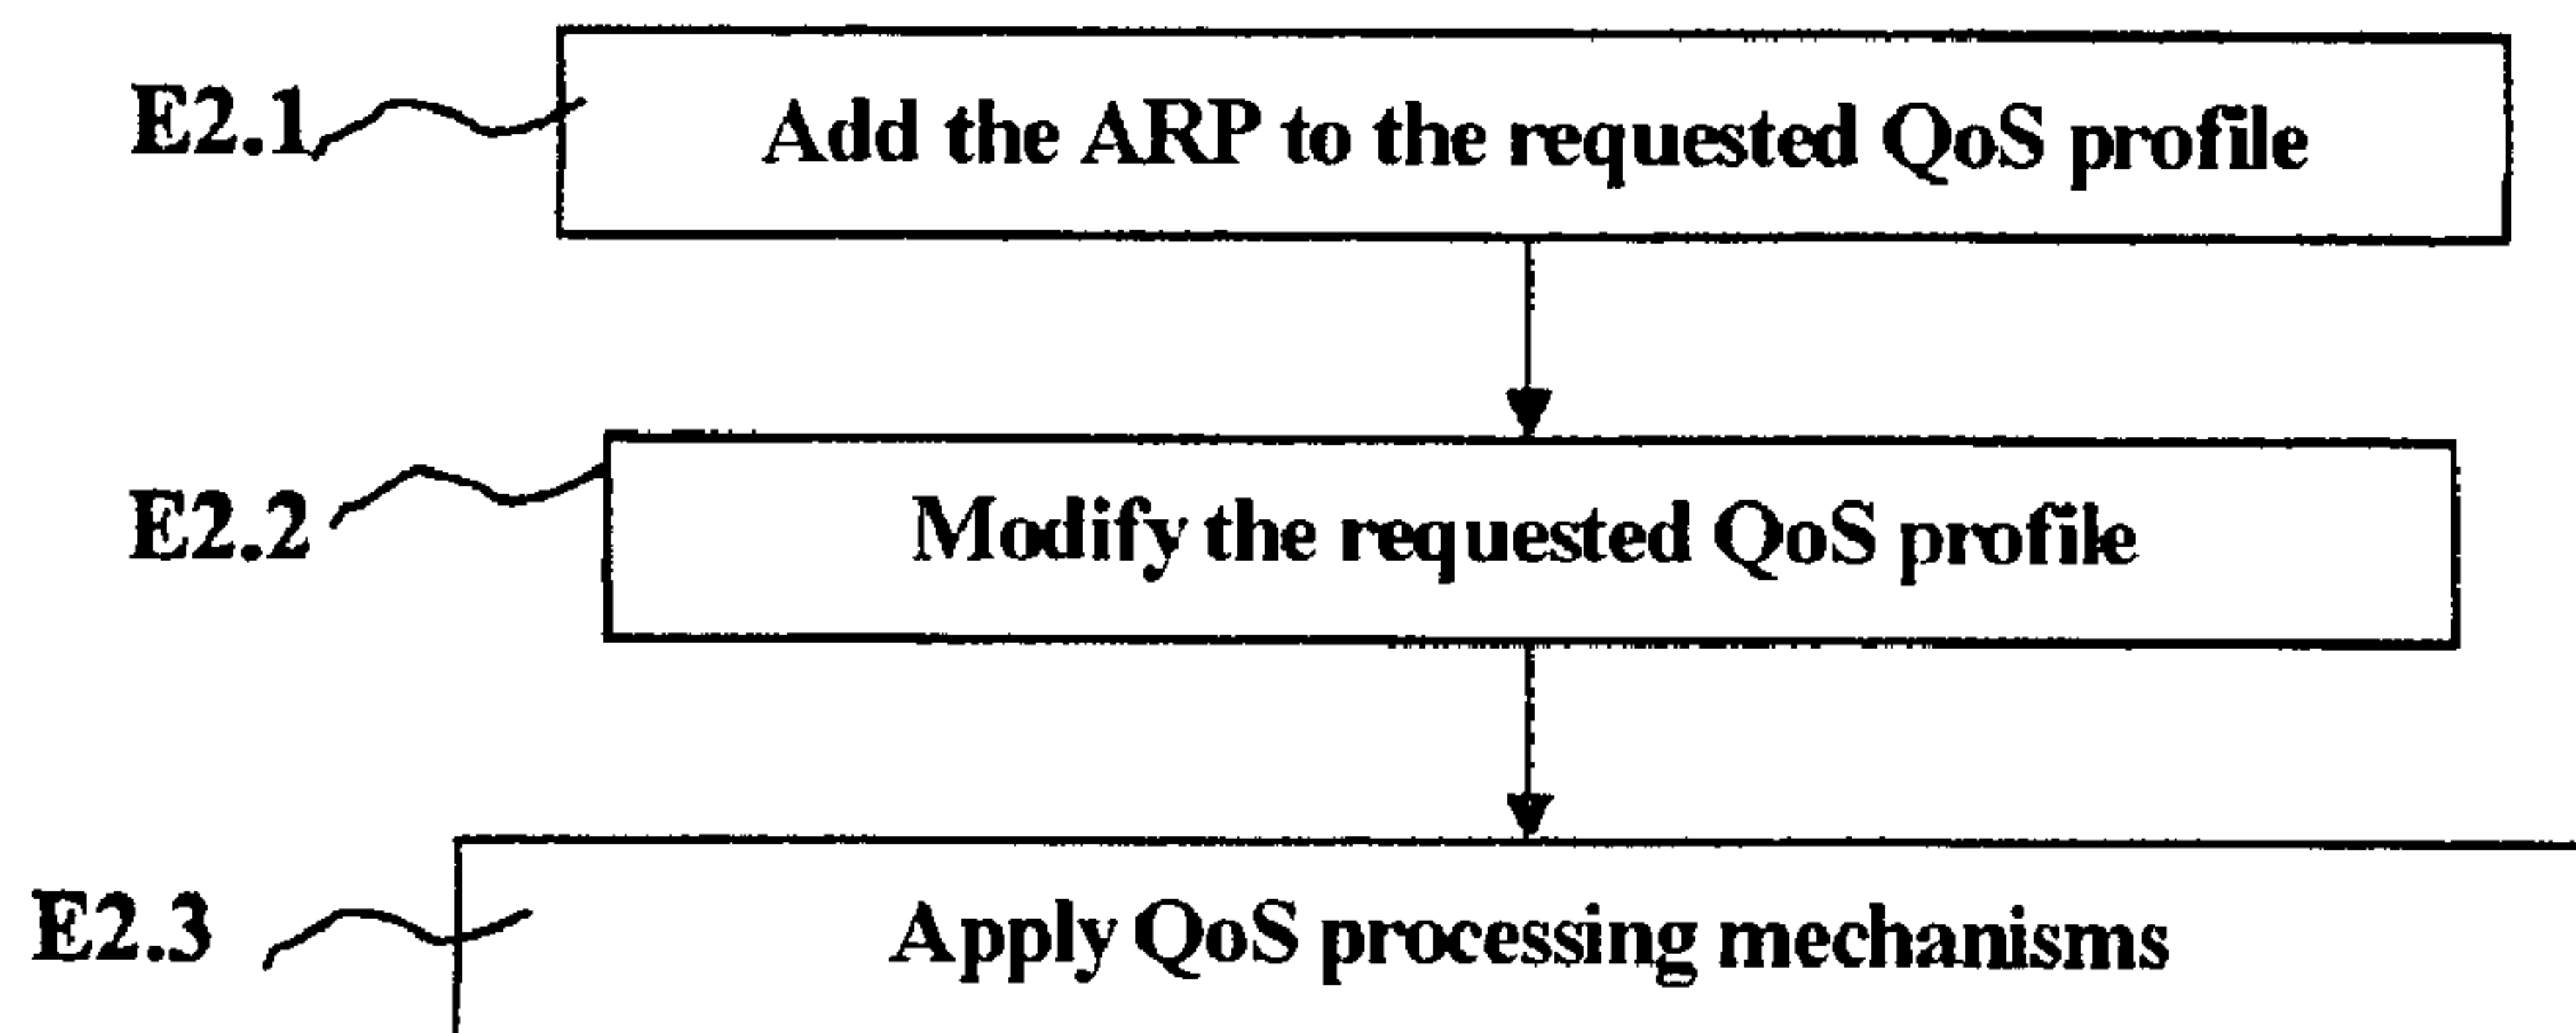 E2.1 Add the ARP to the requested QoS profile
E2.2 Modify the requested QoS profile
E2.3 Apply QoS processing mechanisms